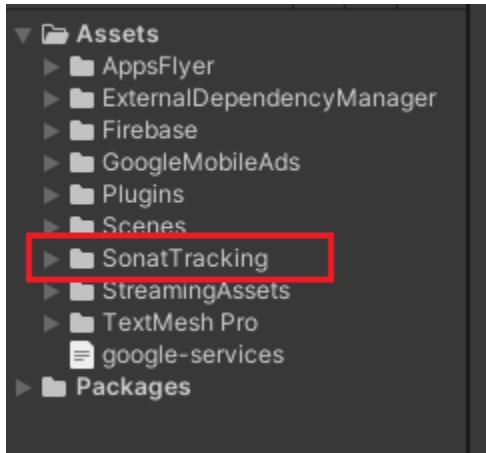 Assets
AppsFlyer
ExternalDependencyManager
Firebase
GoogleMobileAds
Plugins
Scenes
SonatTracking
StreamingAssets
TextMesh Pro
google-services
Packages